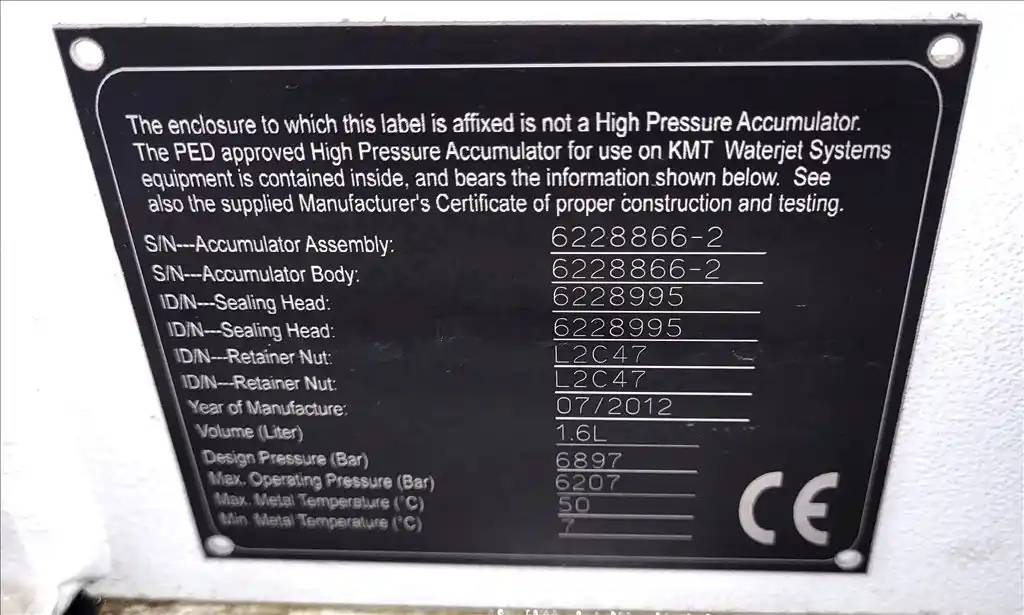 The enclosure to which this label is affixed is not a High Pressure Accumulator.
The PED approved High Pressure Accumulator for use on KMT Waterjet Systems
equipment is contained inside, and bears the information shown below. See
also the supplied Manufacturer's Certificate of proper construction and testing.
S/N---Accumulator Assembly: 6228866-2
S/N---Accumulator Body: 6228866-2
ID/N---Sealing Head: 6228995
ID/N---Sealing Head: 6228995
ID/N---Retainer Nut: L2C47
ID/N---Retainer Nut: L2C47
Year of Manufacture: 07/2012
Volume (Liter) 1.6L
Design Pressure (Bar) 6897
Max. Operating Pressure (Bar) 6207
Max. Metal Temperature (°C) 50
Min. Metal Temperature (°C) 7
CE